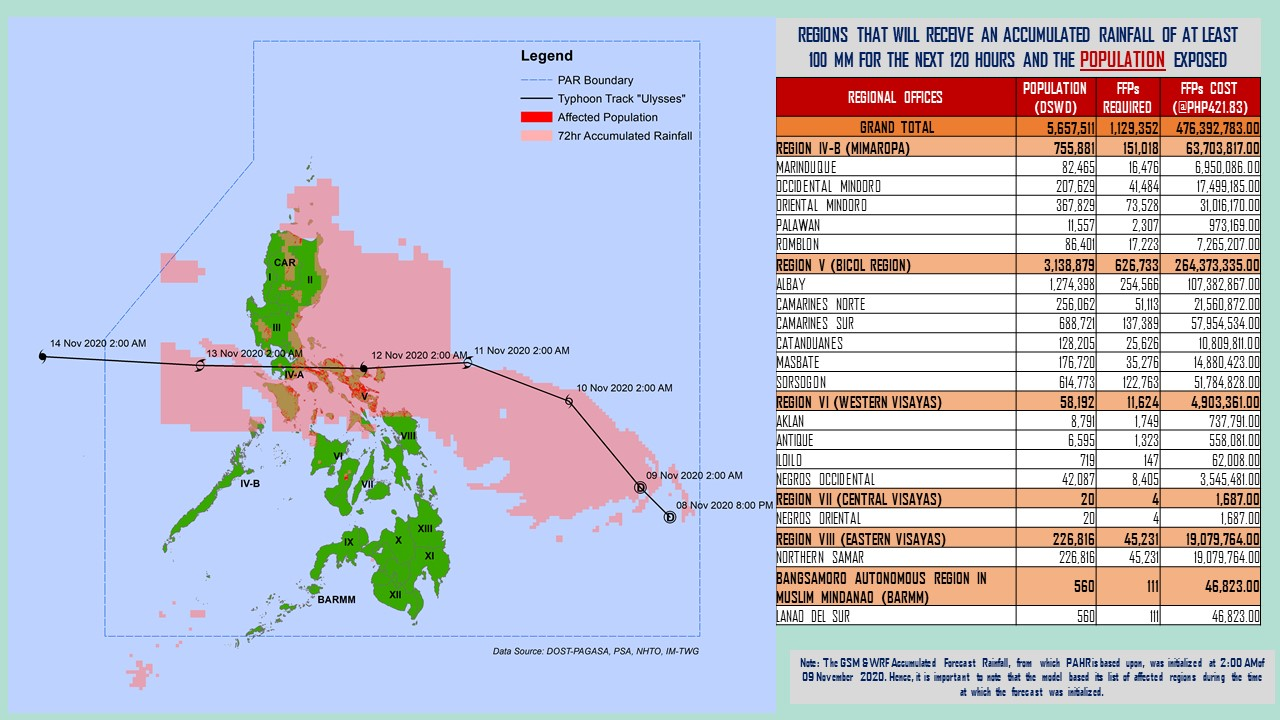 Legend
PAR Boundary
Typhoon Track "Ulysses"
Affected Population
72hr Accumulated Rainfall
CAR
I
II
III
14 Nov 2020 2:00 AM
13 Nov 2020 2:00 AM
12 Nov 2020 2:00 AM
11 Nov 2020 2:00 AM
IV-A
10 Nov 2020 2:00 AM
V
VIII
VI
09 Nov 2020 2:00 AM
IV-B
VII
08 Nov 2020 8:00 PM
XIII
IX
X
XI
XII
BARMM
Data Source: DOST-PAGASA, PSA, NHTO, IM-TWG
REGIONS THAT WILL RECEIVE AN ACCUMULATED RAINFALL OF AT LEAST
100 MM FOR THE NEXT 120 HOURS AND THE POPULATION EXPOSED
REGIONAL OFFICES POPULATION (DSWD) FFPs REQUIRED FFPs COST (@PHP421.83)
GRAND TOTAL 5,657,511 1,129,352 476,392,783.00
REGION IV-B (MIMAROPA) 755,881 151,018 63,703,817.00
MARINDUQUE 82,465 16,476 6,950,086.00
OCCIDENTAL MINDORO 207,629 41,484 17,499,185.00
ORIENTAL MINDORO 367,829 73,528 31,016,170.00
PALAWAN 11,557 2,307 973,169.00
ROMBLON 86,401 17,223 7,265,207.00
REGION V (BICOL REGION) 3,138,879 626,733 264,373,335.00
ALBAY 1,274,398 254,566 107,382,867.00
CAMARINES NORTE 256,062 51,113 21,560,872.00
CAMARINES SUR 688,721 137,389 57,954,534.00
CATANDUANES 128,205 25,626 10,809,811.00
MASBATE 176,720 35,276 14,880,423.00
SORSOGON 614,773 122,763 51,784,828.00
REGION VI (WESTERN VISAYAS) 58,192 11,624 4,903,361.00
AKLAN 8,791 1,749 737,791.00
ANTIQUE 6,595 1,323 558,081.00
ILOILO 719 147 62,008.00
NEGROS OCCIDENTAL 42,087 8,405 3,545,481.00
REGION VII (CENTRAL VISAYAS) 20 4 1,687.00
NEGROS ORIENTAL 20 4 1,687.00
REGION VIII (EASTERN VISAYAS) 226,816 45,231 19,079,764.00
NORTHERN SAMAR 226,816 45,231 19,079,764.00
BANGSAMORO AUTONOMOUS REGION IN MUSLIM MINDANAO (BARMM) 560 111 46,823.00
LANAO DEL SUR 560 111 46,823.00
Note: The GSM & WRF Accumulated Forecast Rainfall, from which PAHR is based upon, was initialized at 2:00 AM of
09 November 2020. Hence, it is important to note that the model based its list of affected regions during the time
at which the forecast was initialized.